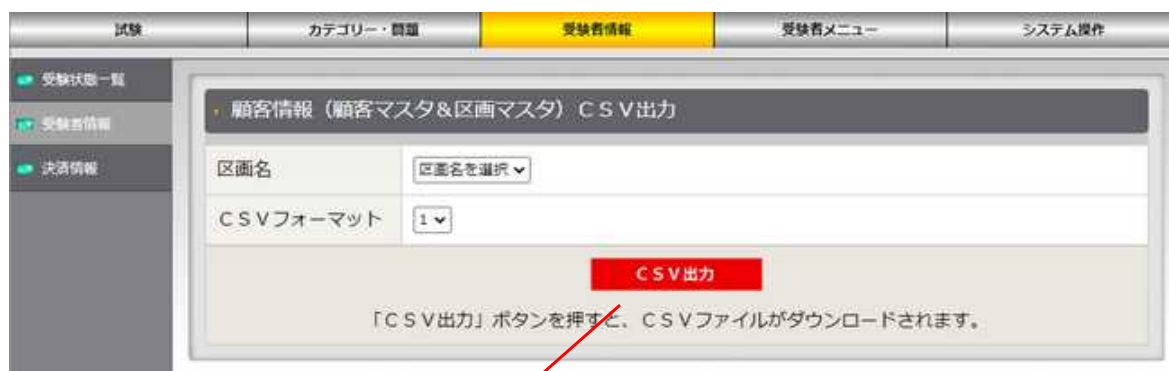 試験 カテゴリー・問題 受験者情報 受験者メニュー システム操作
受験状態一覧
受験者情報
決済情報
顧客情報（顧客マスタ＆区画マスタ）ＣＳＶ出力
区画名 区画名を選択
ＣＳＶフォーマット 1
ＣＳＶ出力
「ＣＳＶ出力」ボタンを押すと、ＣＳＶファイルがダウンロードされます。